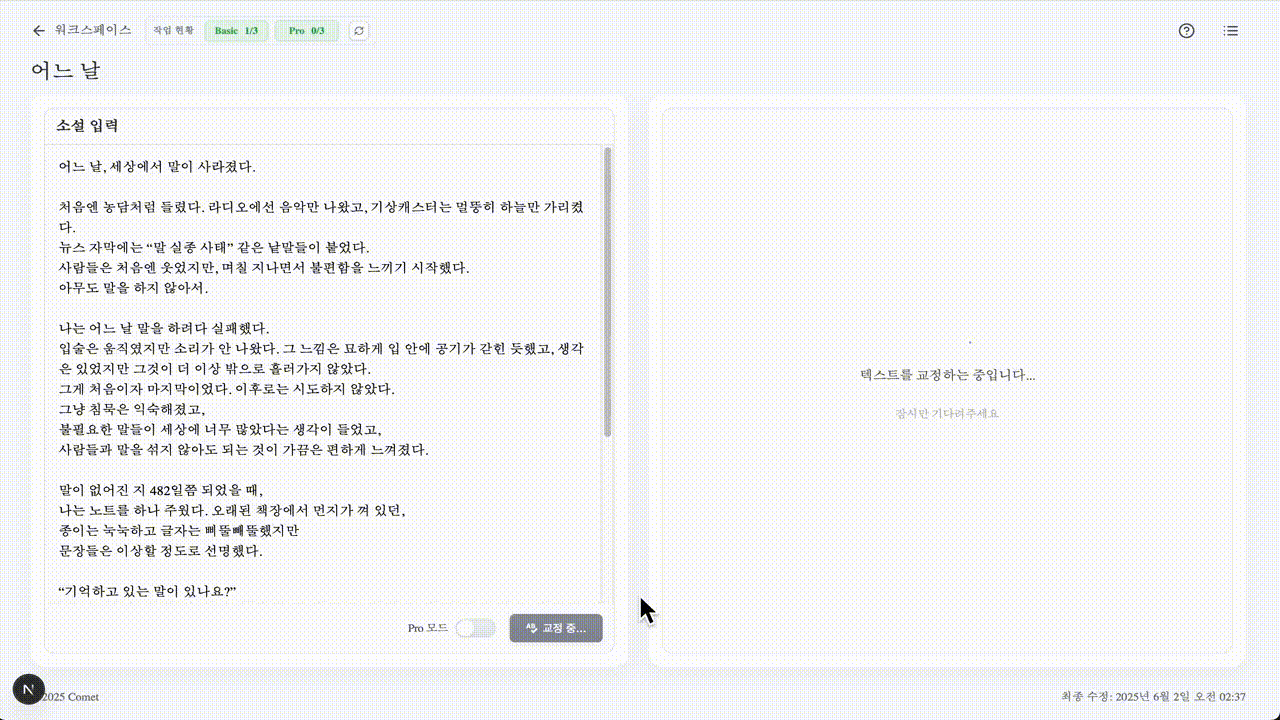 워크스페이스
작업 현황
Basic 1/3
Pro 0/3
어느 날
소설 입력
어느 날, 세상에서 말이 사라졌다.
처음엔 농담처럼 들렸다. 라디오에선 음악만 나왔고, 기상캐스터는 멀뚱히 하늘만 가리켰
다.
뉴스 자막에는 “말 실종 사태” 같은 낱말들이 붙었다.
사람들은 처음엔 웃었지만, 며칠 지나면서 불편함을 느끼기 시작했다.
아무도 말을 하지 않아서.
나는 어느 날 말을 하려다 실패했다.
입술은 움직였지만 소리가 안 나왔다. 그 느낌은 묘하게 입 안에 공기가 갇힌 듯했고, 생각
은 있었지만 그것이 더 이상 밖으로 흘러가지 않았다.
그게 처음이자 마지막이었다. 이후로는 시도하지 않았다.
그냥 침묵은 익숙해졌고,
불필요한 말들이 세상에 너무 많았다는 생각이 들었고,
사람들과 말을 섞지 않아도 되는 것이 가끔은 편하게 느껴졌다.
말이 없어진 지 482일쯤 되었을 때,
나는 노트를 하나 주웠다. 오래된 책장에서 먼지가 껴 있던,
종이는 눅눅하고 글자는 삐뚤빼뚤했지만
문장들은 이상할 정도로 선명했다.
“기억하고 있는 말이 있나요?”
Pro 모드
교정 중...
텍스트를 교정하는 중입니다...
잠시만 기다려주세요
N
2025 Comet
최종 수정: 2025년 6월 2일 오전 02:37